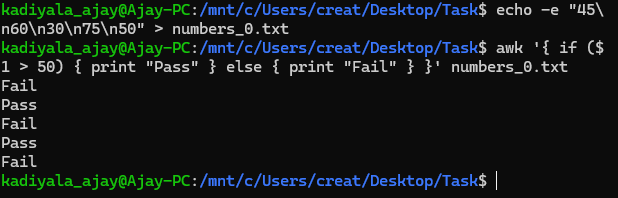 kadiyala_ajay@Ajay-PC:/mnt/c/Users/creat/Desktop/Task$ echo -e "45\
n60\n30\n75\n50" > numbers_0.txt
kadiyala_ajay@Ajay-PC:/mnt/c/Users/creat/Desktop/Task$ awk '{ if ($
1 > 50) { print "Pass" } else { print "Fail" } }' numbers_0.txt
Fail
Pass
Fail
Pass
Fail
kadiyala_ajay@Ajay-PC:/mnt/c/Users/creat/Desktop/Task$